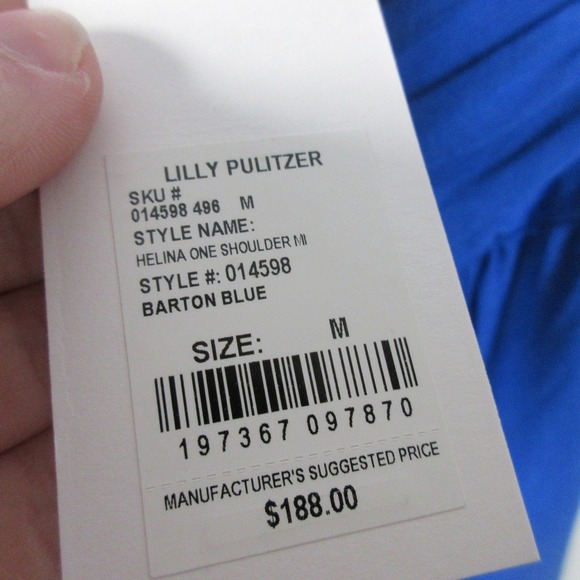 LILLY PULITZER
SKU #
014598 496 M
STYLE NAME:
HELINA ONE SHOULDER MI
STYLE #: 014598
BARTON BLUE
SIZE: M
197367 097870
MANUFACTURER'S SUGGESTED PRICE
$188.00